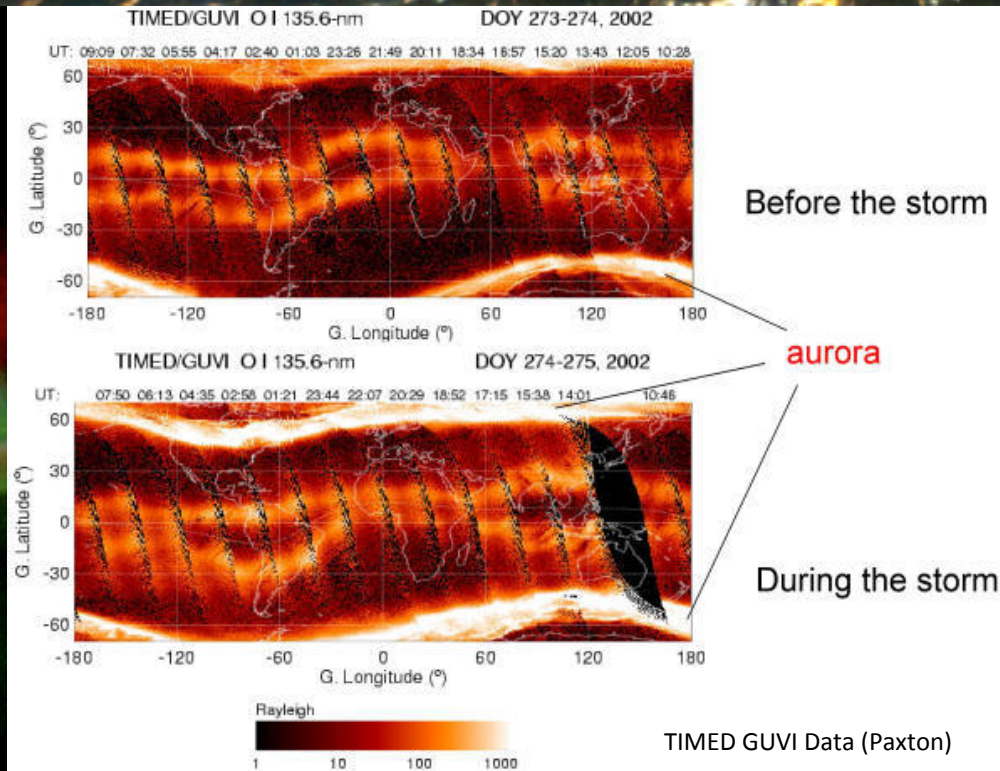 TIMED/GUVI O I 135.6-nm DOY 273-274, 2002
UT: 09:09 07:32 05:55 04:17 02:40 01:03 23:26 21:49 20:11 18:34 16:57 15:20 13:43 12:05 10:28
60
30
0
-30
-60
G. Latitude (°)
-180 -120 -60 0 60 120 180
G. Longitude (°)
Before the storm
aurora
TIMED/GUVI O I 135.6-nm DOY 274-275, 2002
UT: 07:50 06:13 04:35 02:58 01:21 23:44 22:07 20:29 18:52 17:15 15:38 14:01 10:46
60
30
0
-30
-60
G. Latitude (°)
-180 -120 -60 0 60 120 180
G. Longitude (°)
During the storm
Rayleigh
1 10 100 1000
TIMED GUVI Data (Paxton)